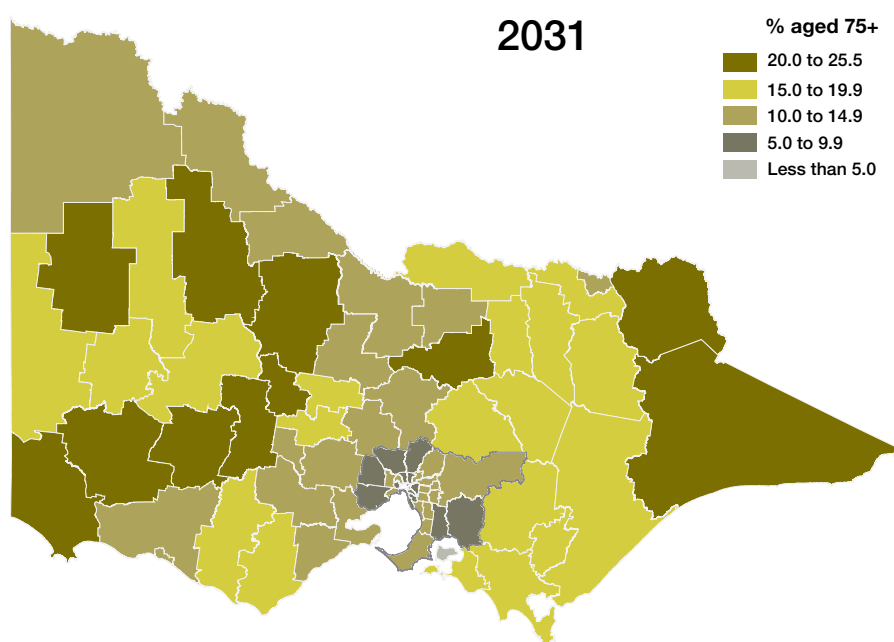 2031
% aged 75+
20.0 to 25.5
15.0 to 19.9
10.0 to 14.9
5.0 to 9.9
Less than 5.0